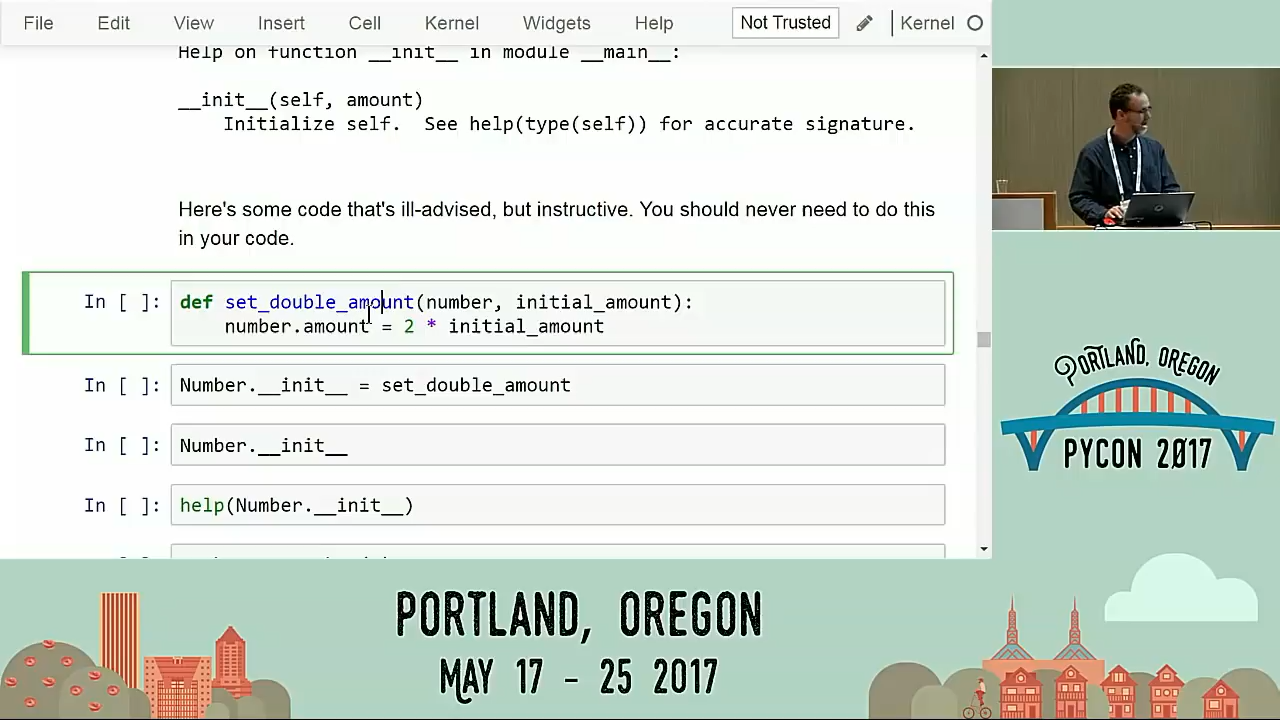 File Edit View Insert Cell Kernel Widgets Help Not Trusted Kernel
Help on function __init__ in module __main__:
__init__(self, amount)
Initialize self.  See help(type(self)) for accurate signature.
Here's some code that's ill-advised, but instructive. You should never need to do this
in your code.
In [ ]: def set_double_amount(number, initial_amount):
number.amount = 2 * initial_amount
In [ ]: Number.__init__ = set_double_amount
In [ ]: Number.__init__
In [ ]: help(Number.__init__)
PORTLAND, OREGON
PYCON 2017
PORTLAND, OREGON
MAY 17 - 25 2017